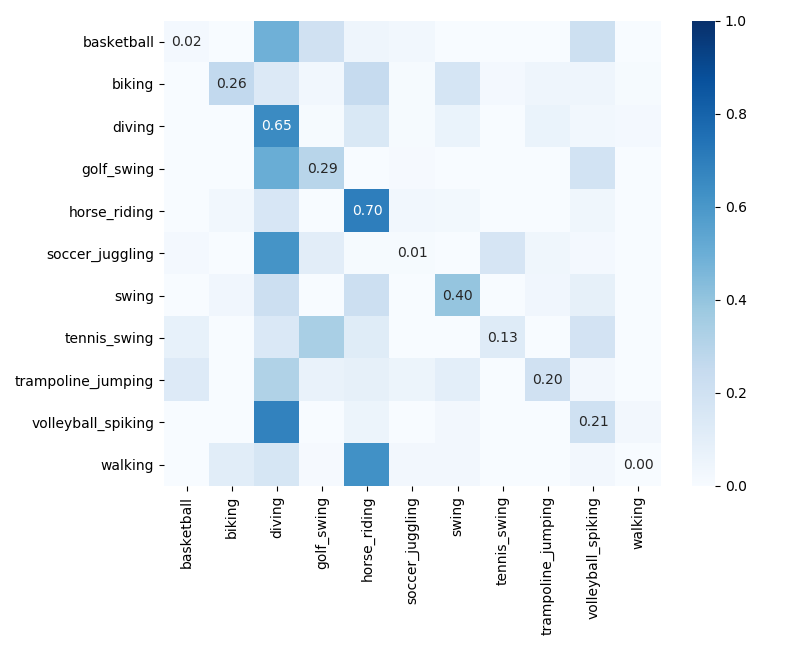 basketball 0.02 1.0
biking 0.26
diving 0.65 0.8
golf_swing 0.29
horse_riding 0.70 0.6
soccer_juggling 0.01
swing 0.40 0.4
tennis_swing 0.13
trampoline_jumping 0.20 0.2
volleyball_spiking 0.21
walking 0.00 0.0
basketball
biking
diving
golf_swing
horse_riding
soccer_juggling
swing
tennis_swing
trampoline_jumping
volleyball_spiking
walking